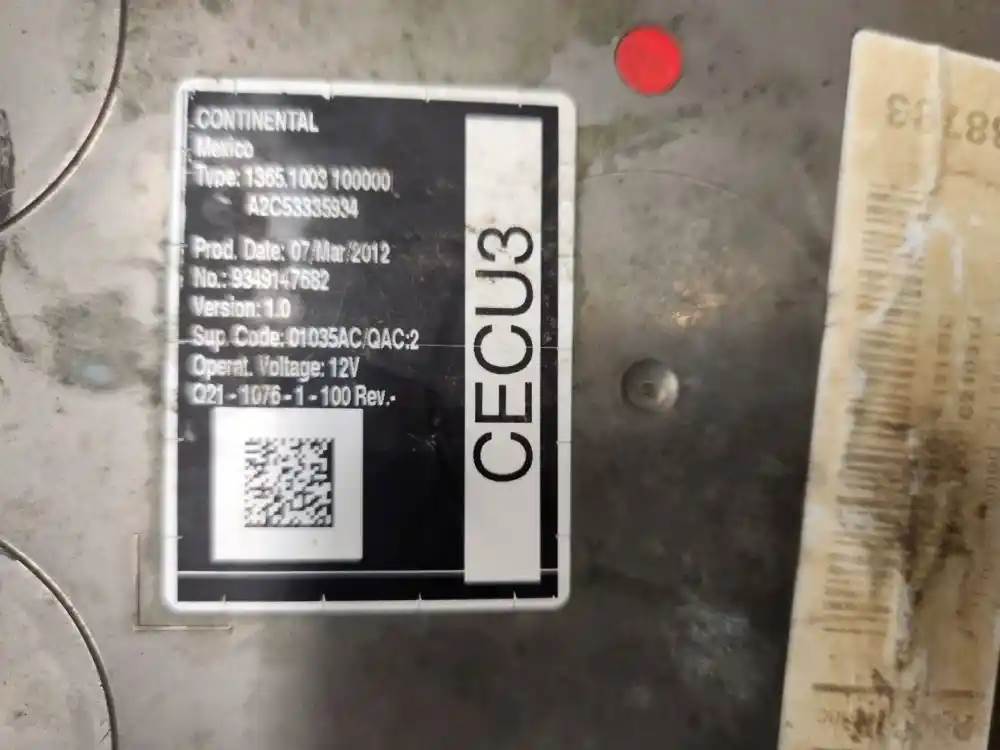 CONTINENTAL
Mexico
Type: 1365.1003 100000
A2C53335934
Prod. Date: 07/Mar/2012
No.: 9349147682
Version: 1.0
Sup. Code: 01035AC/QAC:2
Operat. Voltage: 12V
Q21-1076-1-100 Rev.-
CECU3